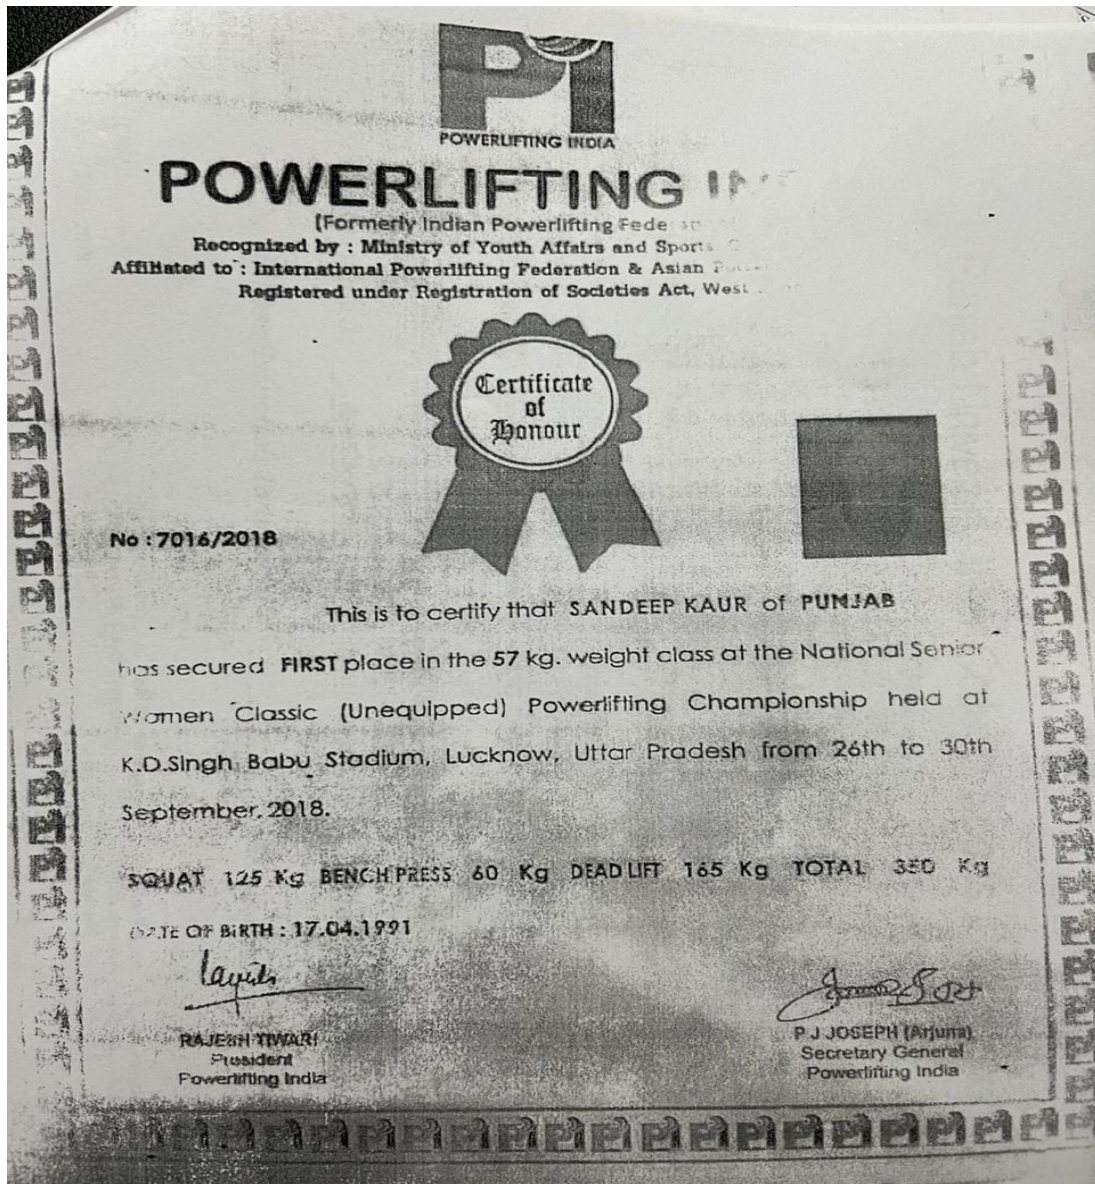 PI
POWERLIFTING INDIA
POWERLIFTING
(Formerly Indian Powerlifting
Recognized by : Ministry of Youth Affairs and Sports
Affiliated to : International Powerlifting Federation & Asian
Registered under Registration of Societies Act, West
Certificate
of
Honour
No : 7016/2018
This is to certify that SANDEEP KAUR of PUNJAB
has secured FIRST place in the 57 kg. weight class at the National Senior
Women Classic (Unequipped) Powerlifting Championship held at
K.D.Singh Babu Stadium, Lucknow, Uttar Pradesh from 26th to 30th
September, 2018.
SQUAT 125 Kg BENCH PRESS 60 Kg DEAD LIFT 165 Kg TOTAL 350 Kg
DATE OF BIRTH : 17.04.1991
RAJESH TIWARI
President
Powerlifting India
P J JOSEPH (Arjuna)
Secretary General
Powerlifting India